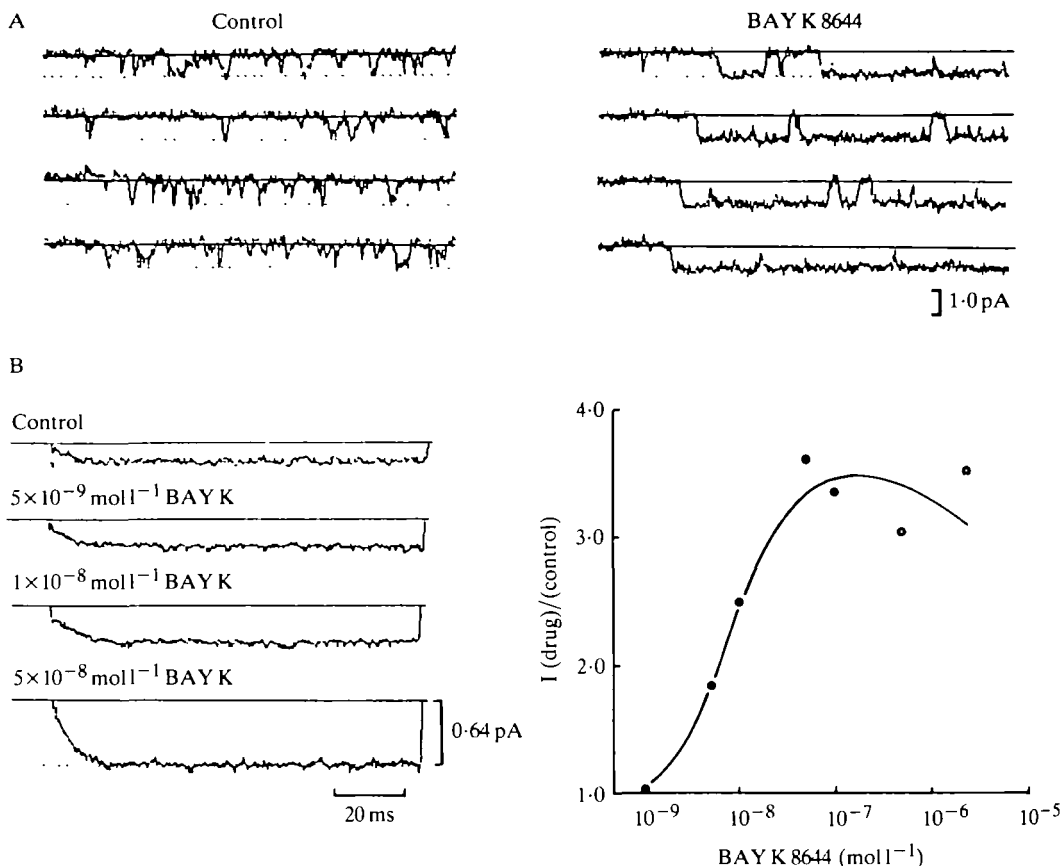 A
Control
BAY K 8644
1·0 pA
B
Control
5×10⁻⁹ mol l⁻¹ BAY K
1×10⁻⁸ mol l⁻¹ BAY K
5×10⁻⁸ mol l⁻¹ BAY K
0·64 pA
20 ms
I (drug)/(control)
4·0
3·0
2·0
1·0
10⁻⁹
10⁻⁸
10⁻⁷
10⁻⁶
10⁻⁵
BAY K 8644 (mol l⁻¹)